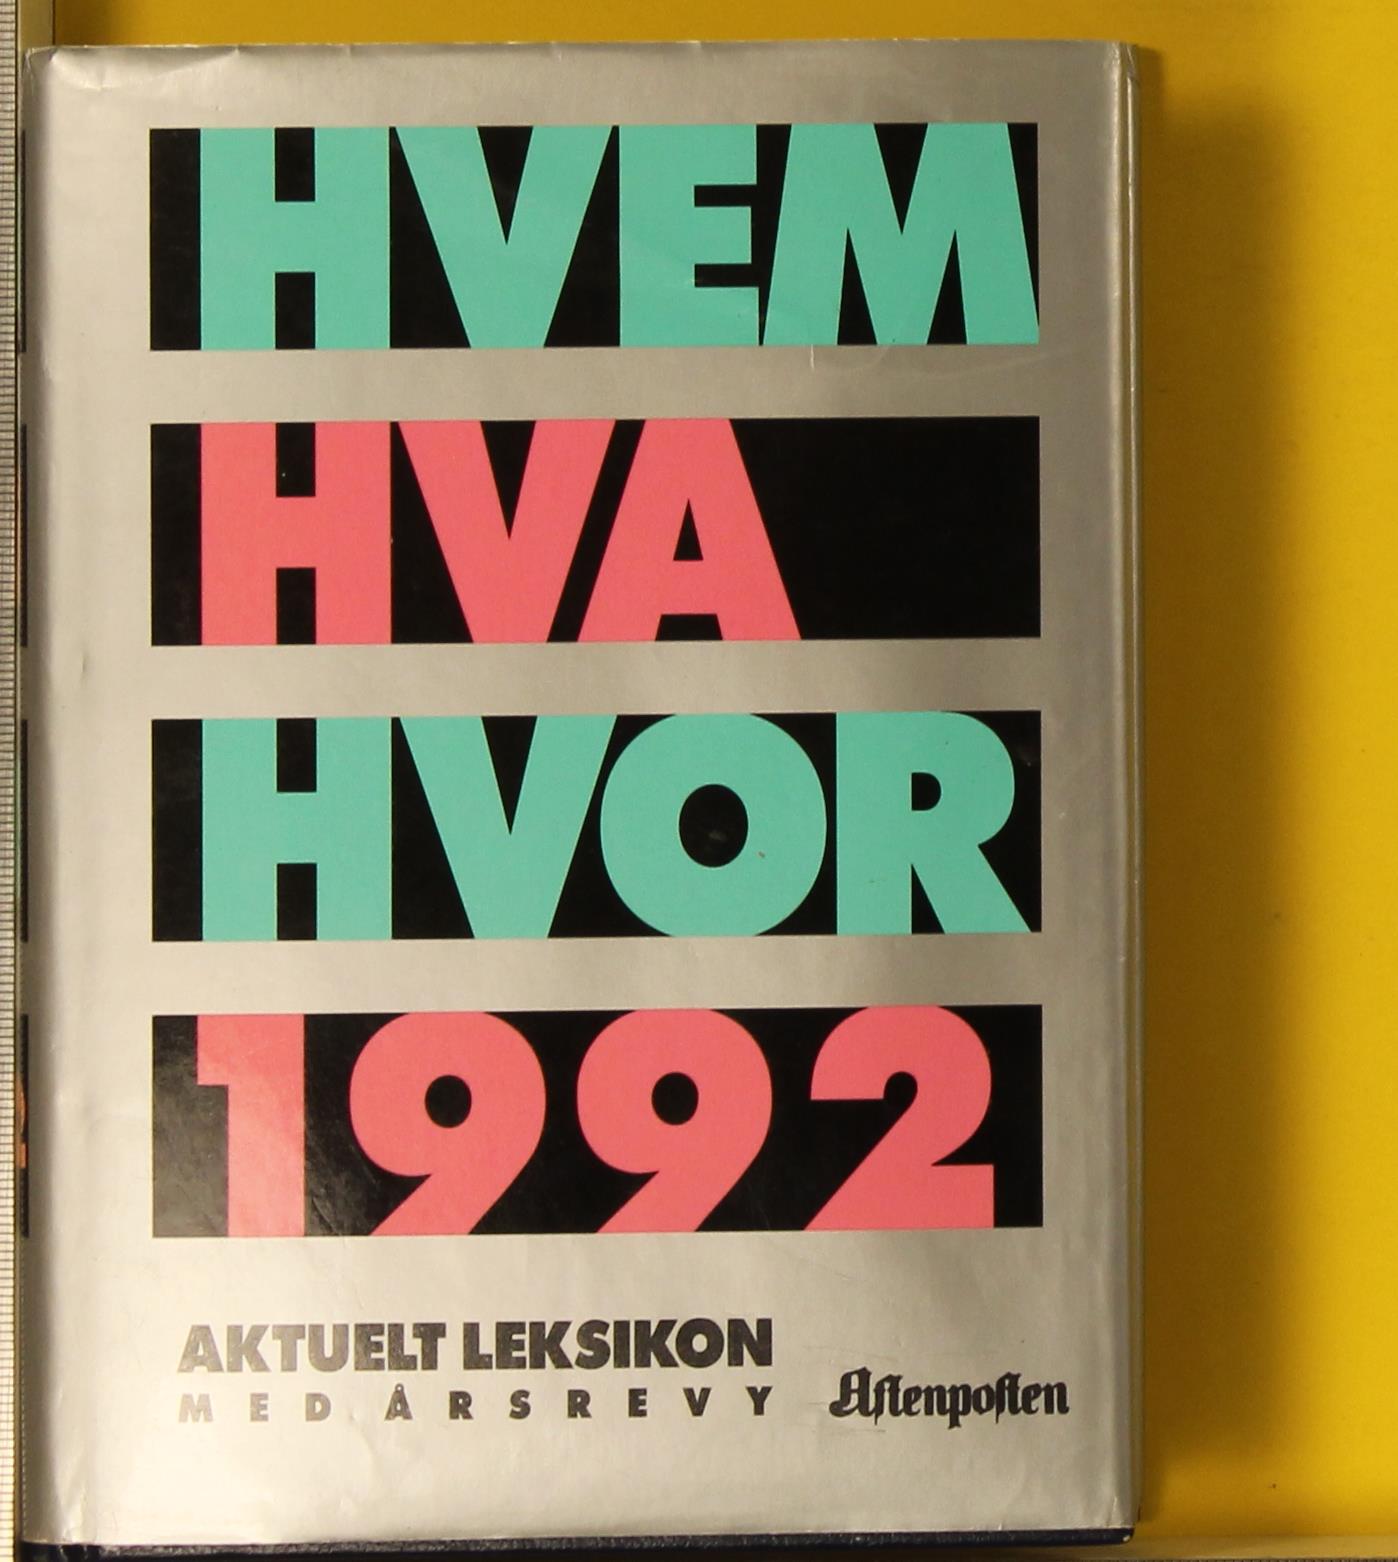 HVEM
HVA
HVOR
1992
AKTUELT LEKSIKON
MED ÅRSREVY
Aftenposten